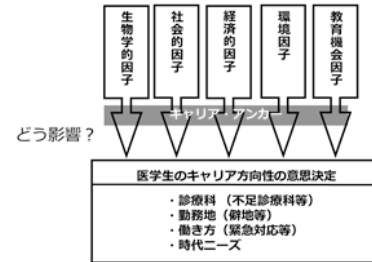 生物学的因子
社会的因子
経済的因子
環境因子
教育機会因子
キャリア・アンカー
どう影響？
医学生のキャリア方向性の意思決定
・診療科 （不足診療科等）
・勤務地（僻地等）
・働き方（緊急対応等）
・時代ニーズ